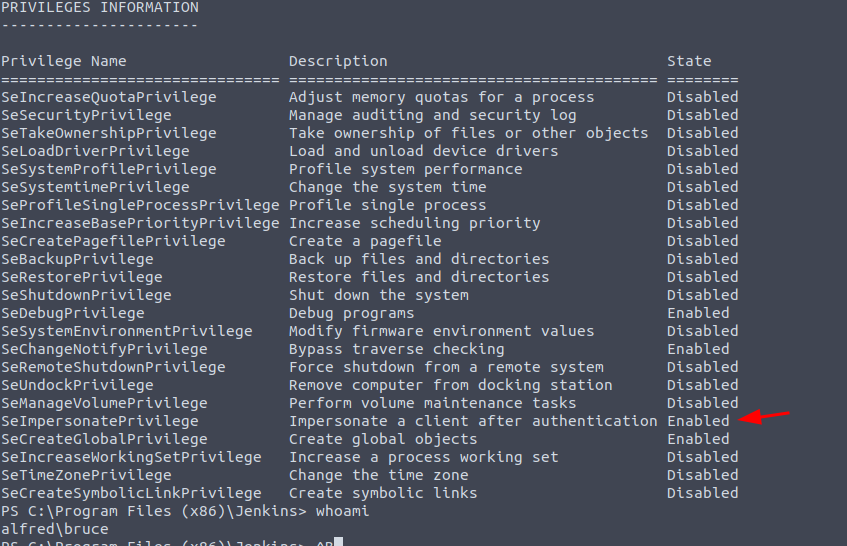 PRIVILEGES INFORMATION
----------------------
Privilege Name Description State
=============================== ========================================= ========
SeIncreaseQuotaPrivilege Adjust memory quotas for a process Disabled
SeSecurityPrivilege Manage auditing and security log Disabled
SeTakeOwnershipPrivilege Take ownership of files or other objects Disabled
SeLoadDriverPrivilege Load and unload device drivers Disabled
SeSystemProfilePrivilege Profile system performance Disabled
SeSystemtimePrivilege Change the system time Disabled
SeProfileSingleProcessPrivilege Profile single process Disabled
SeIncreaseBasePriorityPrivilege Increase scheduling priority Disabled
SeCreatePagefilePrivilege Create a pagefile Disabled
SeBackupPrivilege Back up files and directories Disabled
SeRestorePrivilege Restore files and directories Disabled
SeShutdownPrivilege Shut down the system Disabled
SeDebugPrivilege Debug programs Enabled
SeSystemEnvironmentPrivilege Modify firmware environment values Disabled
SeChangeNotifyPrivilege Bypass traverse checking Enabled
SeRemoteShutdownPrivilege Force shutdown from a remote system Disabled
SeUndockPrivilege Remove computer from docking station Disabled
SeManageVolumePrivilege Perform volume maintenance tasks Disabled
SeImpersonatePrivilege Impersonate a client after authentication Enabled
SeCreateGlobalPrivilege Create global objects Enabled
SeIncreaseWorkingSetPrivilege Increase a process working set Disabled
SeTimeZonePrivilege Change the time zone Disabled
SeCreateSymbolicLinkPrivilege Create symbolic links Disabled
PS C:\Program Files (x86)\Jenkins> whoami
alfred\bruce
PS C:\Program Files (x86)\Jenkins>